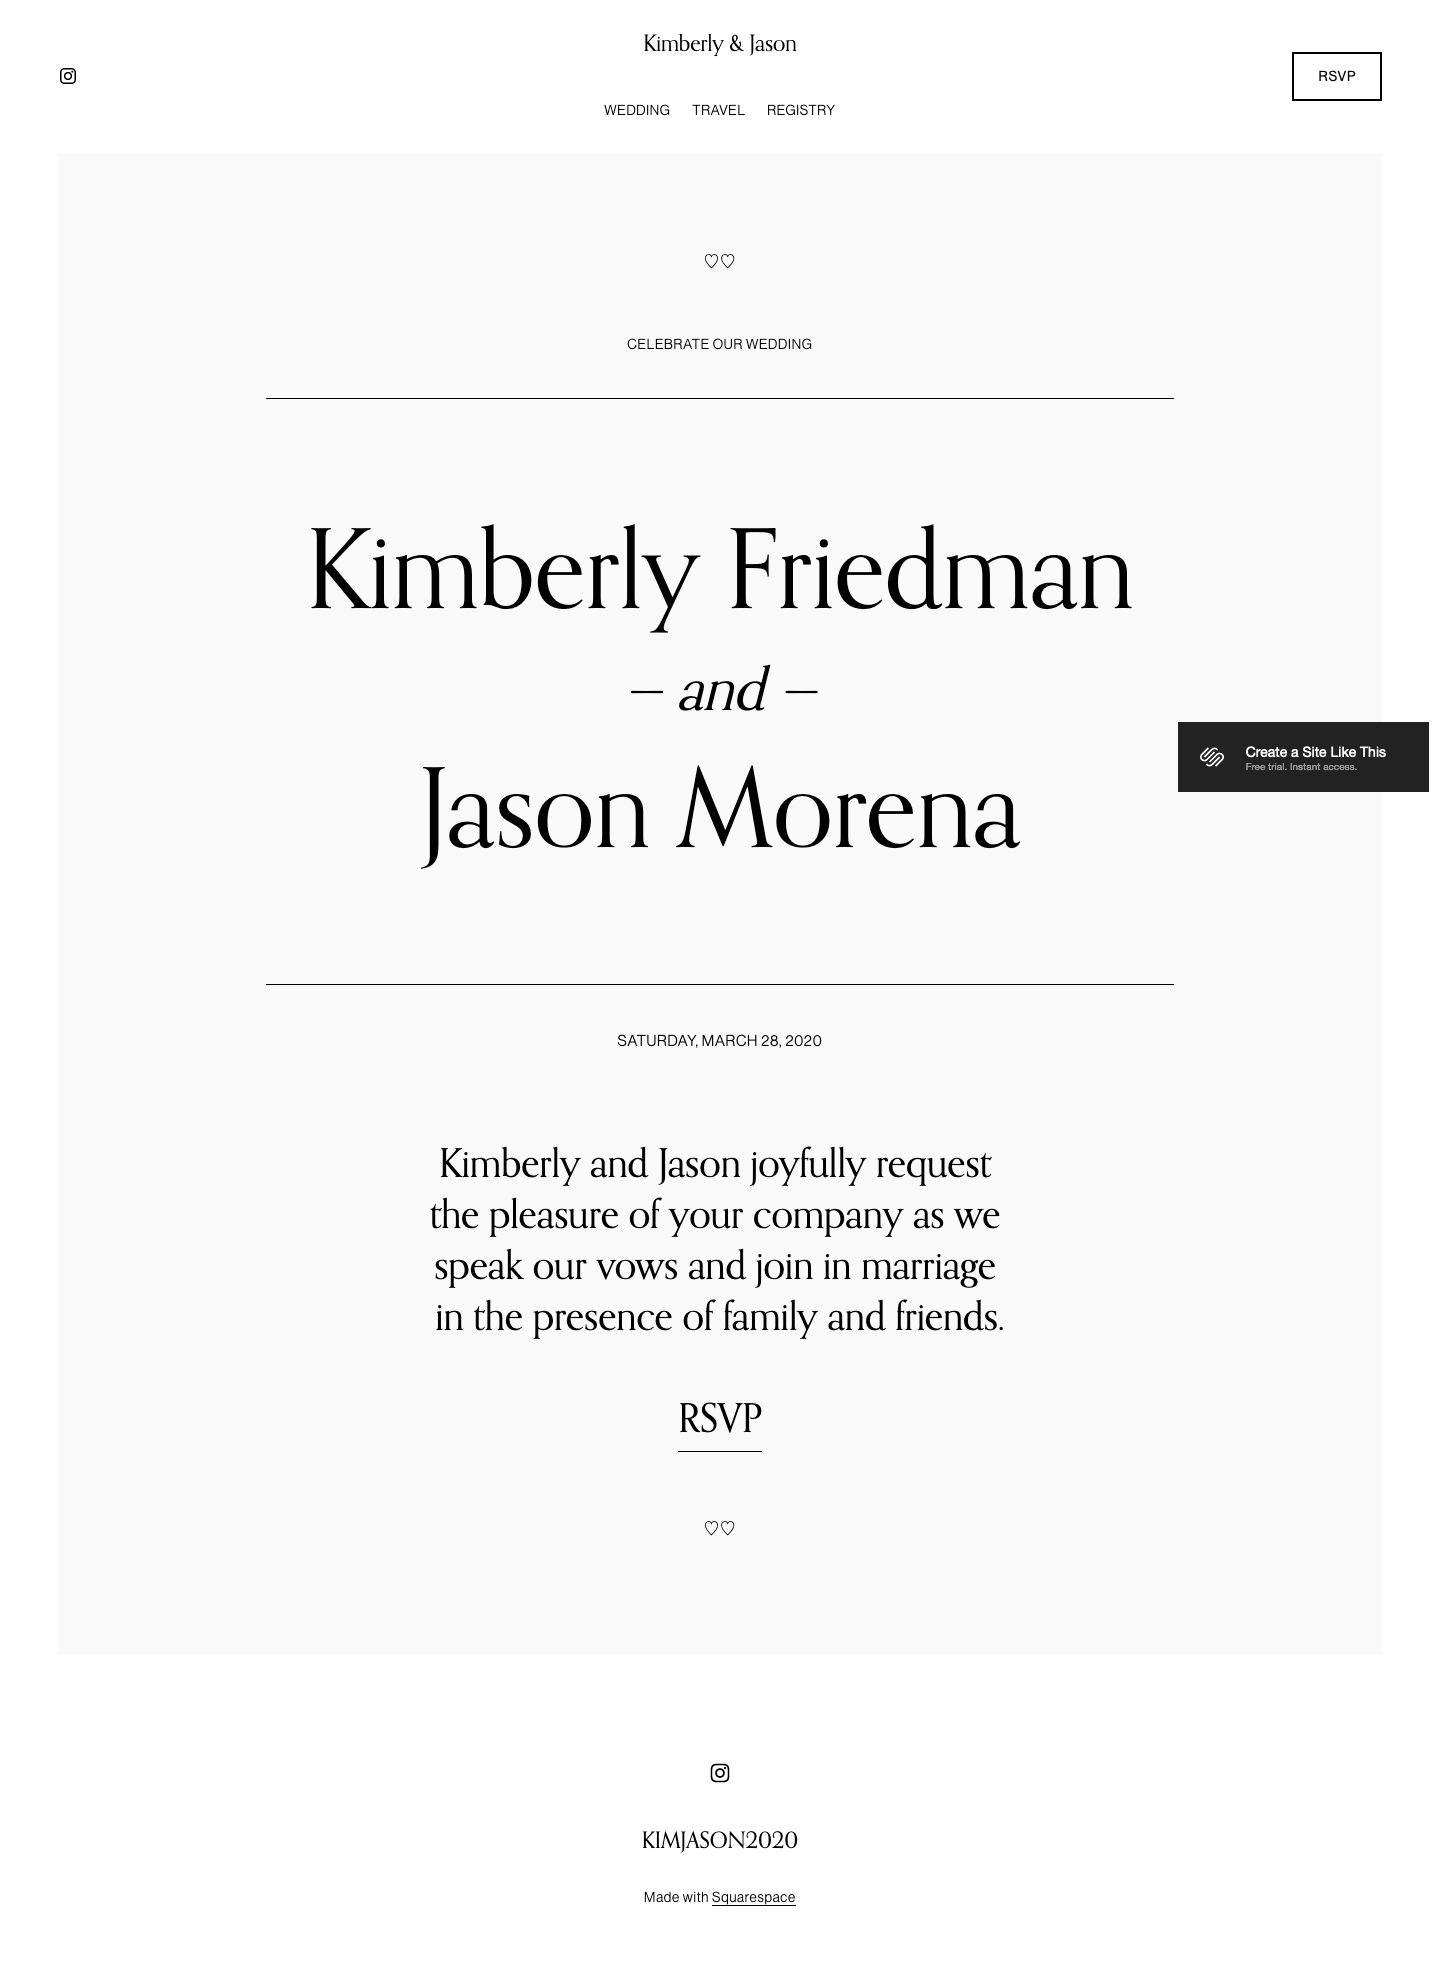 Kimberly & Jason
RSVP
WEDDING TRAVEL REGISTRY
♡♡
CELEBRATE OUR WEDDING
Kimberly Friedman
— and —
Jason Morena
Create a Site Like This
Free trial. Instant access.
SATURDAY, MARCH 28, 2020
Kimberly and Jason joyfully request
the pleasure of your company as we
speak our vows and join in marriage
in the presence of family and friends.
RSVP
♡♡
KIMJASON2020
Made with Squarespace